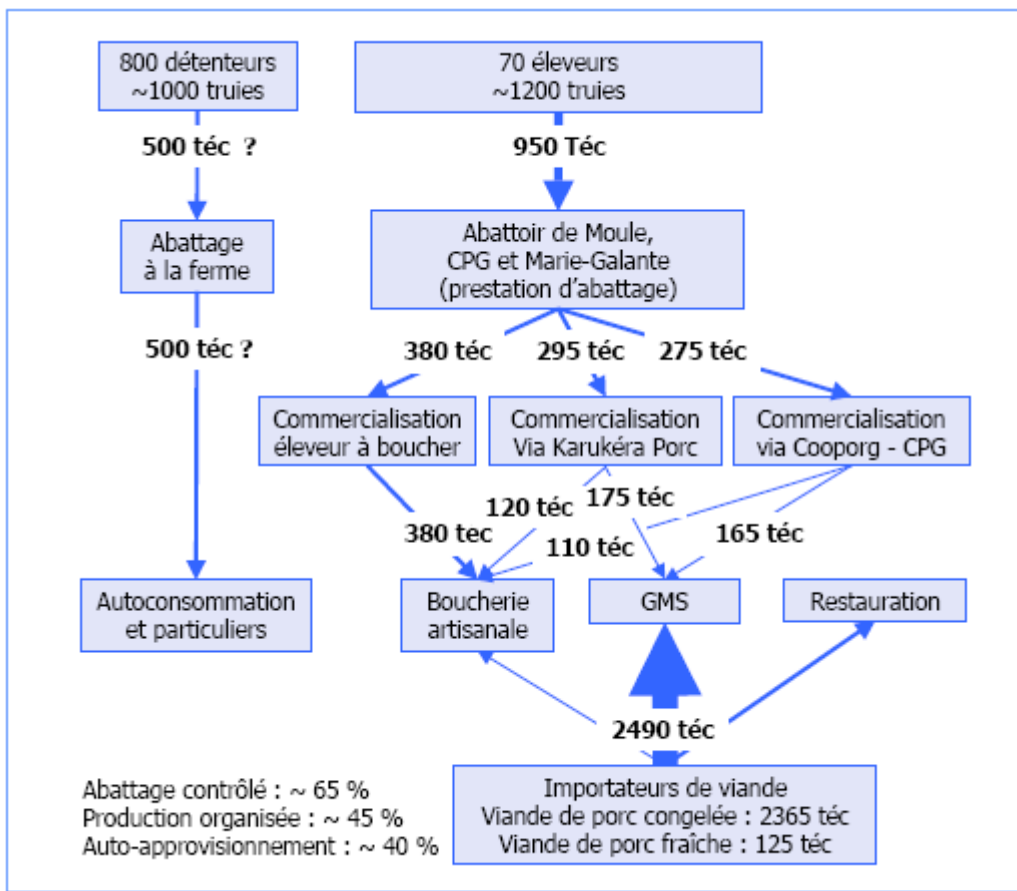 800 détenteurs
~1000 truies
70 éleveurs
~1200 truies
500 téc ?
950 Téc
Abattage
à la ferme
Abattoir de Moule,
CPG et Marie-Galante
(prestation d'abattage)
500 téc ?
380 téc
295 téc
275 téc
Commercialisation
éleveur à boucher
Commercialisation
Via Karukéra Porc
Commercialisation
via Cooporg - CPG
120 téc
175 téc
380 tec
110 téc
165 téc
Autoconsommation
et particuliers
Boucherie
artisanale
GMS
Restauration
2490 téc
Abattage contrôlé : ~ 65 %
Production organisée : ~ 45 %
Auto-approvisionnement : ~ 40 %
Importateurs de viande
Viande de porc congelée : 2365 téc
Viande de porc fraîche : 125 téc